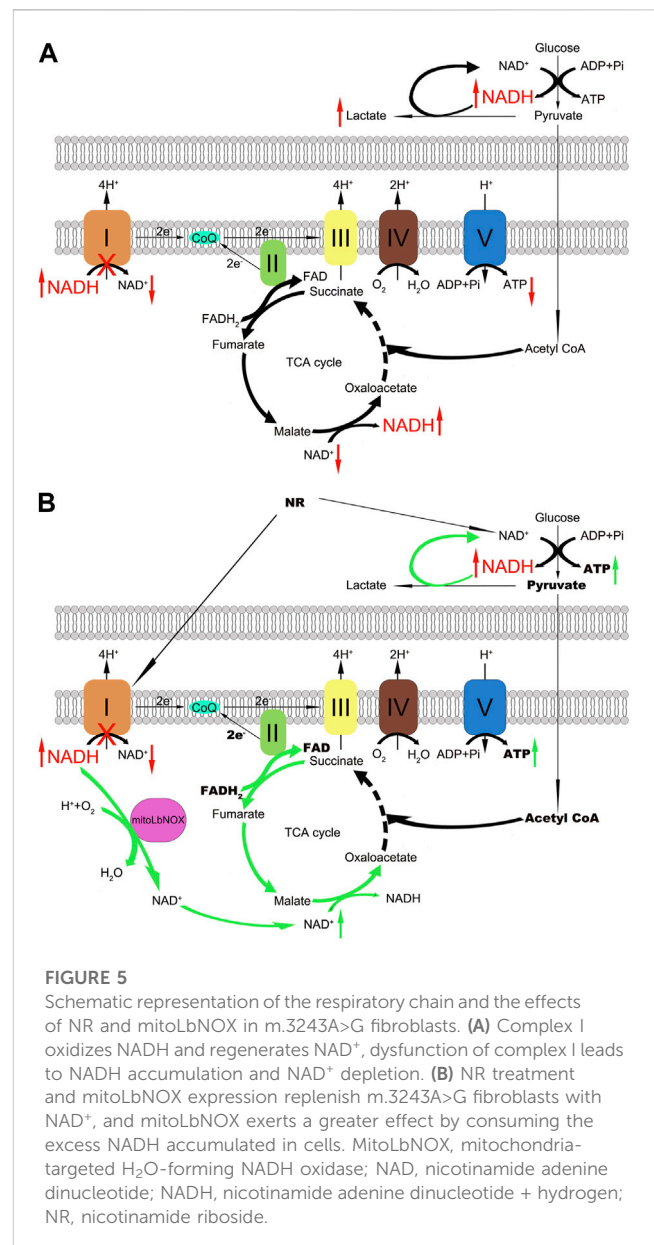 A
Glucose
NAD⁺ ADP+Pi
NADH ATP
Lactate Pyruvate
4H⁺ 4H⁺ 2H⁺ H⁺
I 2e⁻ CoQ 2e⁻ III IV V
2e⁻ II
NADH NAD⁺ FAD O₂ H₂O ADP+Pi ATP
Succinate
FADH₂
Fumarate Acetyl CoA
TCA cycle
Oxaloacetate
Malate NADH
NAD⁺
B
NR
Glucose
NAD⁺ ADP+Pi
NADH ATP
Lactate Pyruvate
4H⁺ 4H⁺ 2H⁺ H⁺
I 2e⁻ CoQ 2e⁻ III IV V
2e⁻ II
NADH NAD⁺ FAD O₂ H₂O ADP+Pi ATP
Succinate
FADH₂
H⁺+O₂ mitoLbNOX Fumarate Acetyl CoA
TCA cycle
H₂O Oxaloacetate
NAD⁺ Malate NADH
NAD⁺
FIGURE 5
Schematic representation of the respiratory chain and the effects
of NR and mitoLbNOX in m.3243A>G fibroblasts. (A) Complex I
oxidizes NADH and regenerates NAD⁺, dysfunction of complex I leads
to NADH accumulation and NAD⁺ depletion. (B) NR treatment
and mitoLbNOX expression replenish m.3243A>G fibroblasts with
NAD⁺, and mitoLbNOX exerts a greater effect by consuming the
excess NADH accumulated in cells. MitoLbNOX, mitochondria-
targeted H₂O-forming NADH oxidase; NAD, nicotinamide adenine
dinucleotide; NADH, nicotinamide adenine dinucleotide + hydrogen;
NR, nicotinamide riboside.